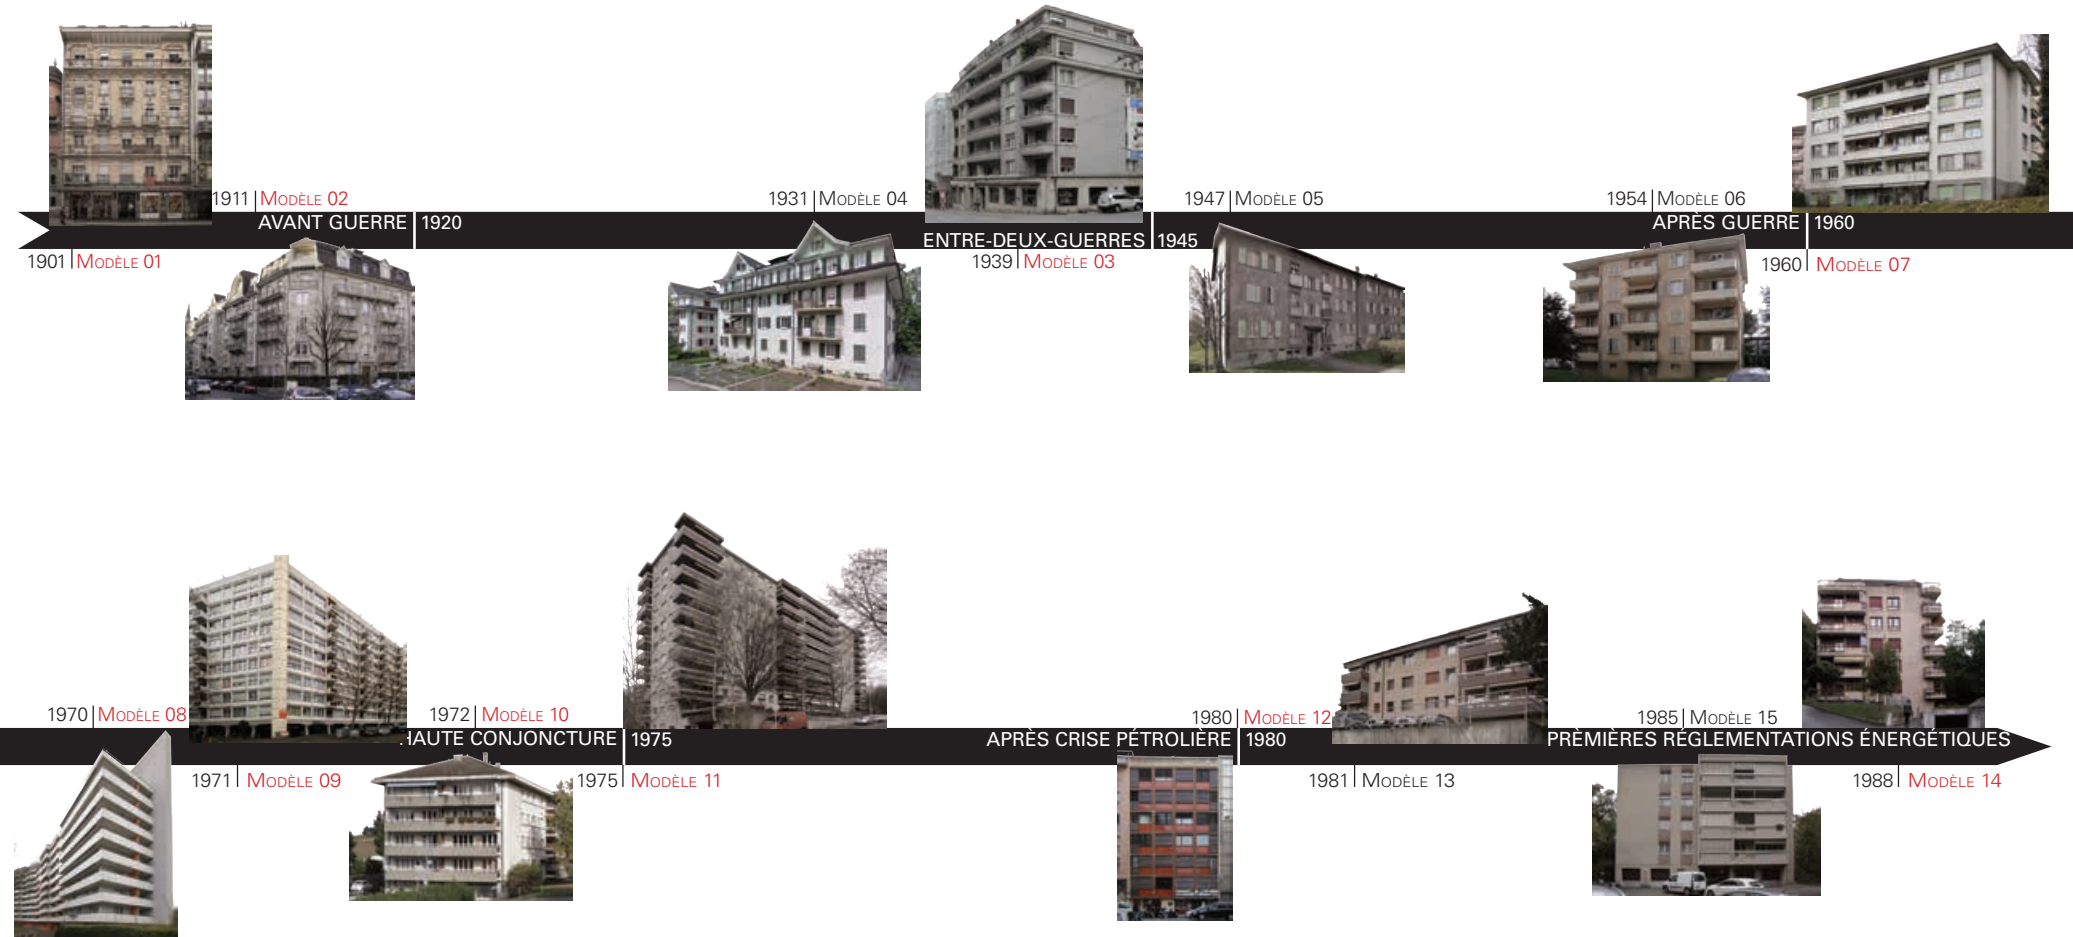 1911 | MODÈLE 02
1931 | MODÈLE 04
1947 | MODÈLE 05
1954 | MODÈLE 06
AVANT GUERRE | 1920
ENTRE-DEUX-GUERRES | 1945
APRÈS GUERRE | 1960
1901 | MODÈLE 01
1939 | MODÈLE 03
1960 | MODÈLE 07
1970 | MODÈLE 08
1972 | MODÈLE 10
1980 | MODÈLE 12
1985 | MODÈLE 15
HAUTE CONJONCTURE | 1975
APRÈS CRISE PÉTROLIÈRE | 1980
PRÈMIÈRES RÉGLEMENTATIONS ÉNERGÉTIQUES
1971 | MODÈLE 09
1975 | MODÈLE 11
1981 | MODÈLE 13
1988 | MODÈLE 14